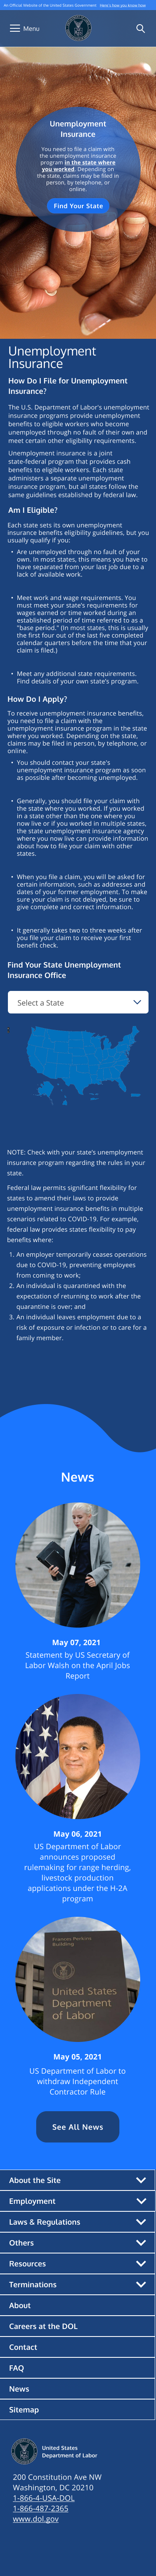 An Official Website of the United States Government Here's how you know how
Menu
Unemployment
Insurance
You need to file a claim with
the unemployment insurance
program in the state where
you worked. Depending on
the state, claims may be filed in
person, by telephone, or
online.
Find Your State
Unemployment
Insurance
How Do I File for Unemployment
Insurance?
The U.S. Department of Labor's unemployment
insurance programs provide unemployment
benefits to eligible workers who become
unemployed through no fault of their own and
meet certain other eligibility requirements.
Unemployment insurance is a joint
state-federal program that provides cash
benefits to eligible workers. Each state
administers a separate unemployment
insurance program, but all states follow the
same guidelines established by federal law.
Am I Eligible?
Each state sets its own unemployment
insurance benefits eligibility guidelines, but you
usually qualify if you:
• Are unemployed through no fault of your
own. In most states, this means you have to
have separated from your last job due to a
lack of available work.
• Meet work and wage requirements. You
must meet your state's requirements for
wages earned or time worked during an
established period of time referred to as a
"base period." (In most states, this is usually
the first four out of the last five completed
calendar quarters before the time that your
claim is filed.)
• Meet any additional state requirements.
Find details of your own state's program.
How Do I Apply?
To receive unemployment insurance benefits,
you need to file a claim with the
unemployment insurance program in the state
where you worked. Depending on the state,
claims may be filed in person, by telephone, or
online.
• You should contact your state's
unemployment insurance program as soon
as possible after becoming unemployed.
• Generally, you should file your claim with
the state where you worked. If you worked
in a state other than the one where you
now live or if you worked in multiple states,
the state unemployment insurance agency
where you now live can provide information
about how to file your claim with other
states.
• When you file a claim, you will be asked for
certain information, such as addresses and
dates of your former employment. To make
sure your claim is not delayed, be sure to
give complete and correct information.
• It generally takes two to three weeks after
you file your claim to receive your first
benefit check.
Find Your State Unemployment
Insurance Office
Select a State
NOTE: Check with your state's unemployment
insurance program regarding the rules in your
state.
Federal law permits significant flexibility for
states to amend their laws to provide
unemployment insurance benefits in multiple
scenarios related to COVID-19. For example,
federal law provides states flexibility to pay
benefits where:
1. An employer temporarily ceases operations
due to COVID-19, preventing employees
from coming to work;
2. An individual is quarantined with the
expectation of returning to work after the
quarantine is over; and
3. An individual leaves employment due to a
risk of exposure or infection or to care for a
family member.
News
May 07, 2021
Statement by US Secretary of
Labor Walsh on the April Jobs
Report
May 06, 2021
US Department of Labor
announces proposed
rulemaking for range herding,
livestock production
applications under the H-2A
program
Frances Perkins
Building
United States
Department
of Labor
May 05, 2021
US Department of Labor to
withdraw Independent
Contractor Rule
See All News
About the Site
Employment
Laws & Regulations
Others
Resources
Terminations
About
Careers at the DOL
Contact
FAQ
News
Sitemap
United States
Department of Labor
200 Constitution Ave NW
Washington, DC 20210
1-866-4-USA-DOL
1-866-487-2365
www.dol.gov